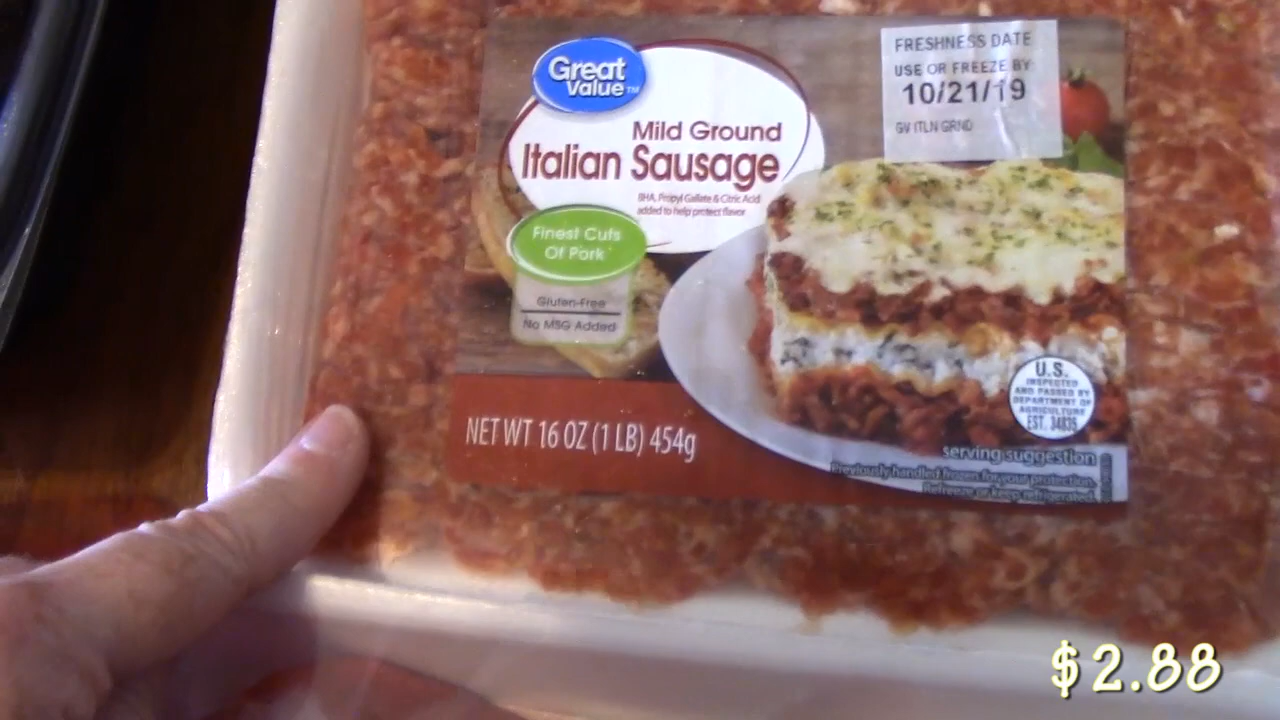 Great
Value™
Mild Ground
Italian Sausage
BHA, Propyl Gallate & Citric Acid
added to help protect flavor
Finest Cuts
Of Pork
Gluten-Free
No MSG Added
FRESHNESS DATE
USE OR FREEZE BY:
10/21/19
GV ITLN GRND
NET WT 16 OZ (1 LB) 454g
U.S.
INSPECTED
AND PASSED BY
DEPARTMENT OF
AGRICULTURE
EST. 34835
serving suggestion
Previously handled frozen for your protection.
Refreeze or keep refrigerated.
$2.88